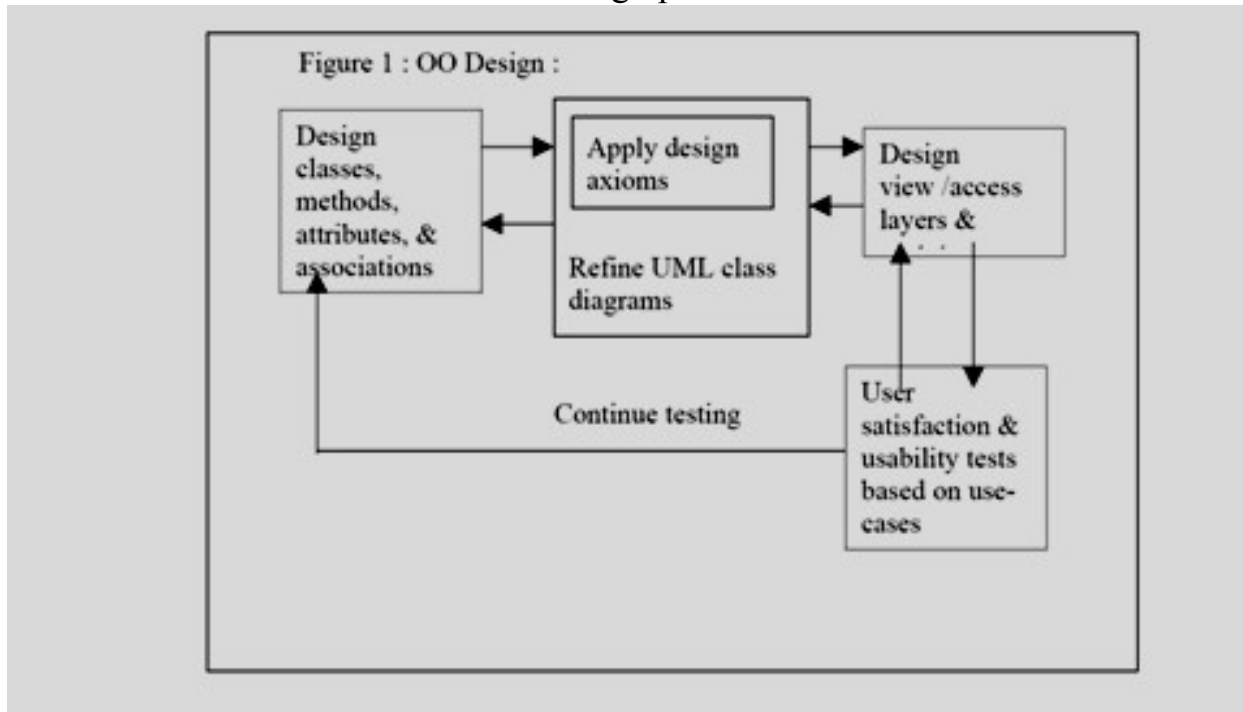 Figure 1 : OO Design :
Design
classes,
methods,
attributes, &
associations
Apply design
axioms
Refine UML class
diagrams
Design
view /access
layers &
Continue testing
User
satisfaction &
usability tests
based on use-
cases